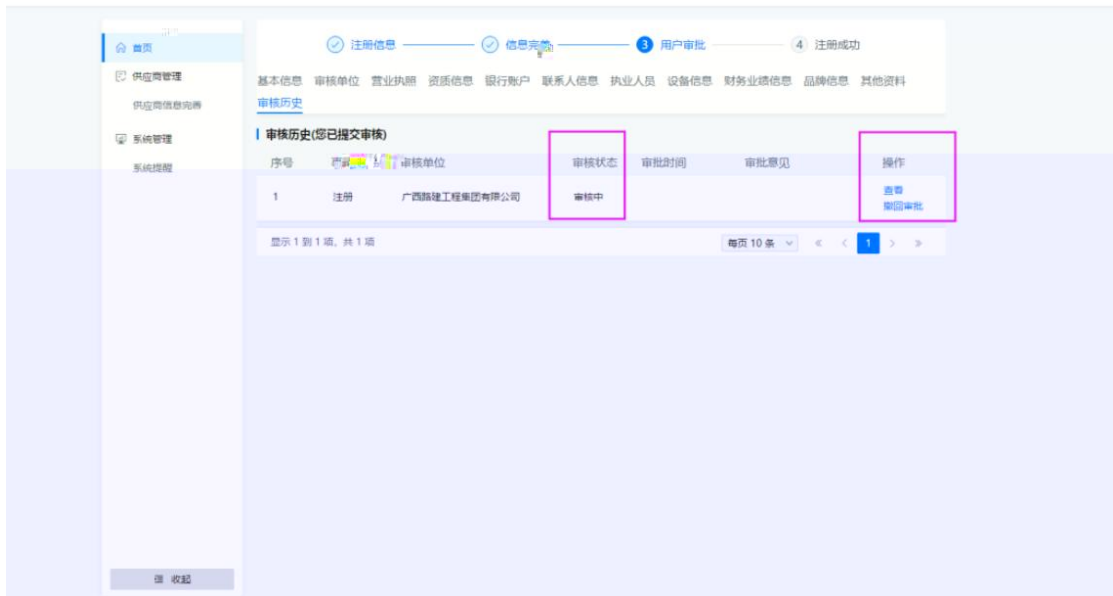 首页
供应商管理
供应商信息完善
系统管理
系统提醒
收起
注册信息 信息完善 3 用户审批 4 注册成功
基本信息 审核单位 营业执照 资质信息 银行账户 联系人信息 执业人员 设备信息 财务业绩信息 品牌信息 其他资料
审核历史
审核历史(您已提交审核)
序号 审核单位 审核状态 审批时间 审批意见 操作
1 注册 广西路建工程集团有限公司 审核中 查看
撤回审批
显示 1 到 1 项, 共 1 项 每页 10 条 « < 1 > »